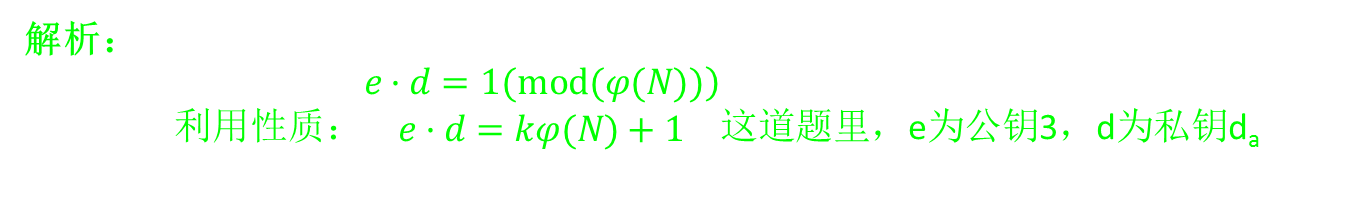 解析：
e · d = 1(mod(φ(N)))
利用性质： e · d = kφ(N) + 1 这道题里，e为公钥3，d为私钥dₐ